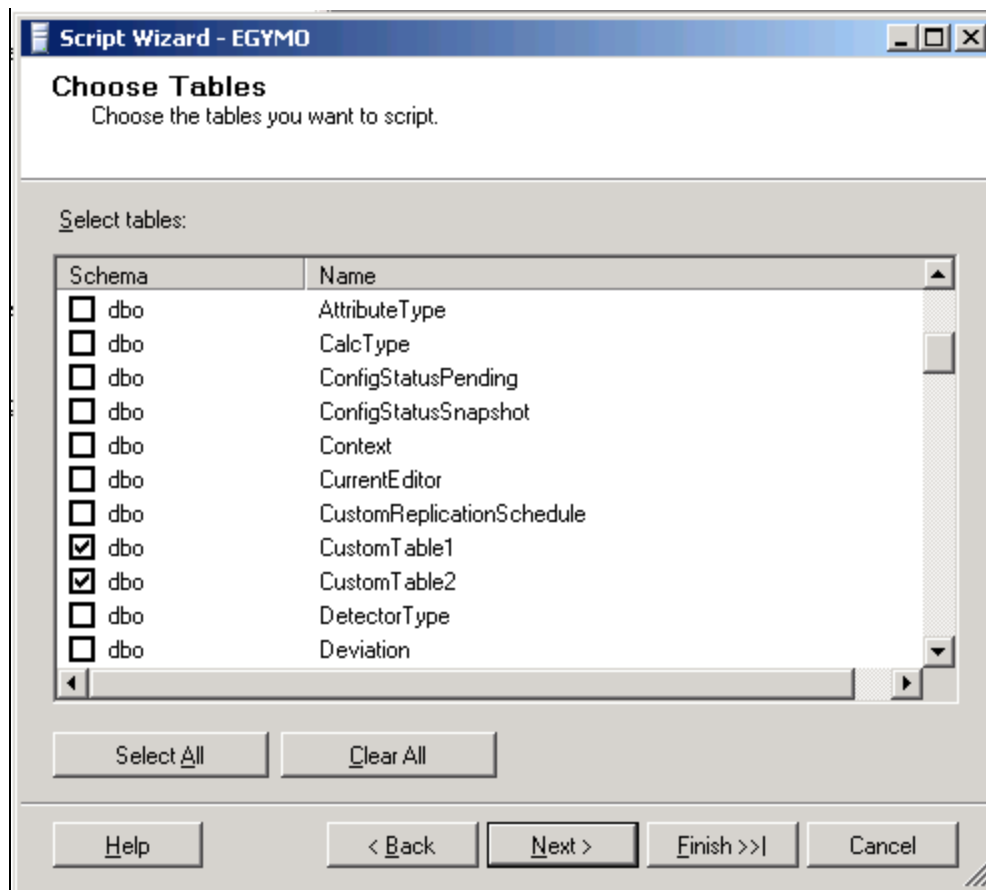 Script Wizard - EGYMO
Choose Tables
Choose the tables you want to script.
Select tables:
Schema Name
dbo AttributeType
dbo CalcType
dbo ConfigStatusPending
dbo ConfigStatusSnapshot
dbo Context
dbo CurrentEditor
dbo CustomReplicationSchedule
dbo CustomTable1
dbo CustomTable2
dbo DetectorType
dbo Deviation
Select All Clear All
Help < Back Next > Finish >>| Cancel